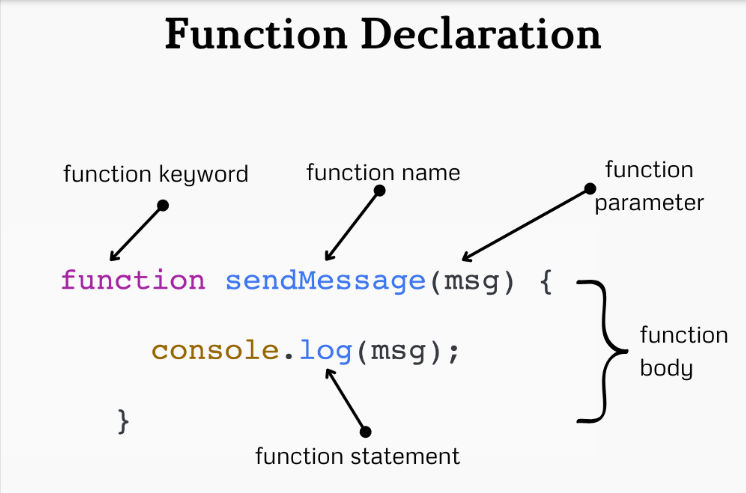 Function Declaration
function keyword
function name
function
parameter
function sendMessage(msg) {
console.log(msg);
}
function
body
function statement